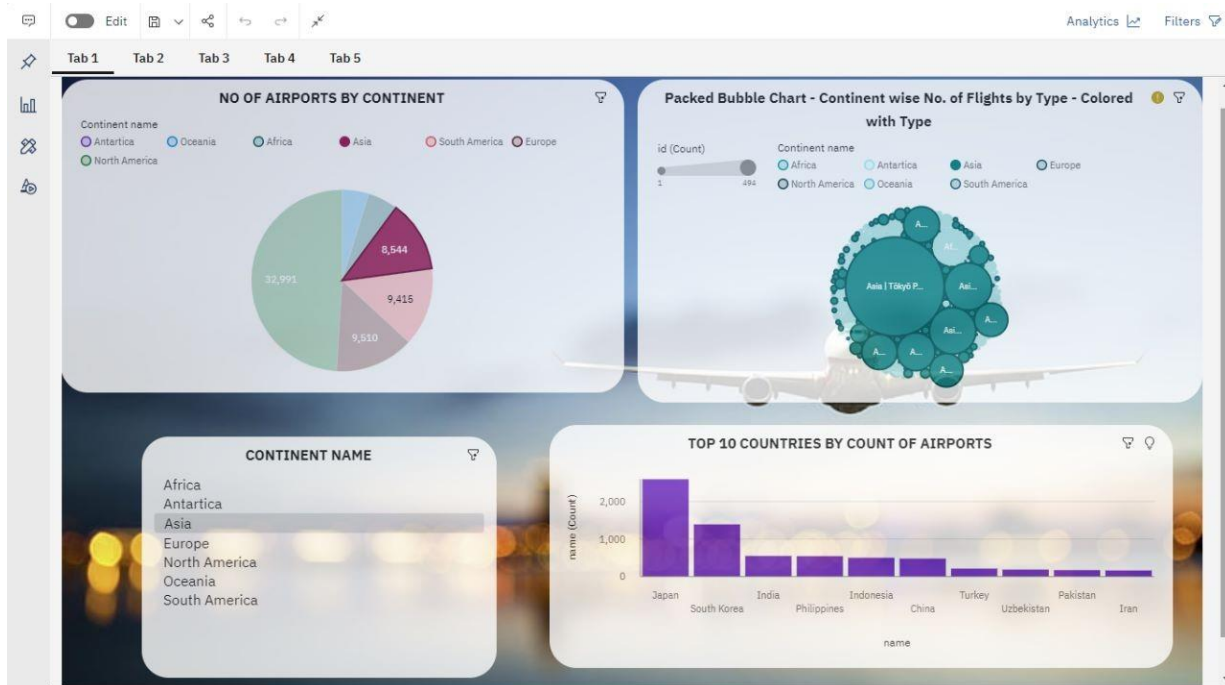 Edit
Analytics
Filters
Tab 1 Tab 2 Tab 3 Tab 4 Tab 5
NO OF AIRPORTS BY CONTINENT
Continent name
Antartica Oceania Africa Asia South America Europe
North America
8,544
32,991
9,415
9,510
Packed Bubble Chart - Continent wise No. of Flights by Type - Colored
with Type
id (Count)
1 494
Continent name
Africa Antartica Asia Europe
North America Oceania South America
A...
Af...
Asia | Tōkyō P...
Asi...
A...
Asi...
A...
A...
A...
CONTINENT NAME
Africa
Antartica
Asia
Europe
North America
Oceania
South America
TOP 10 COUNTRIES BY COUNT OF AIRPORTS
name (Count)
2,000
1,000
0
Japan
South Korea
India
Philippines
Indonesia
China
Turkey
Uzbekistan
Pakistan
Iran
name